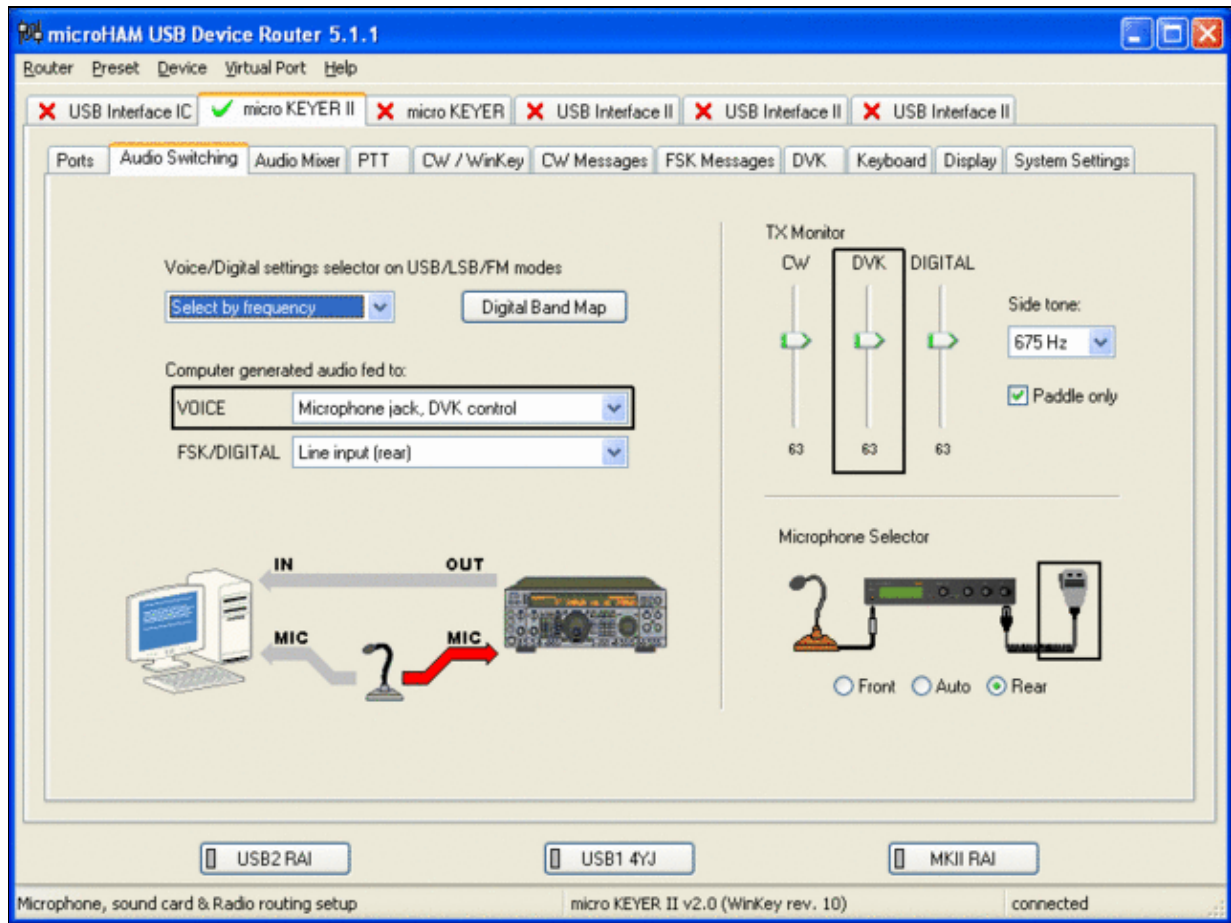 microHAM USB Device Router 5.1.1
Router Preset Device Virtual Port Help
USB Interface IC micro KEYER II micro KEYER USB Interface II USB Interface II USB Interface II
Ports Audio Switching Audio Mixer PTT CW / WinKey CW Messages FSK Messages DVK Keyboard Display System Settings
Voice/Digital settings selector on USB/LSB/FM modes
Select by frequency Digital Band Map
Computer generated audio fed to:
VOICE Microphone jack, DVK control
FSK/DIGITAL Line input (rear)
IN OUT
MIC MIC
TX Monitor
CW DVK DIGITAL
Side tone:
675 Hz
Paddle only
63 63 63
Microphone Selector
Front Auto Rear
USB2 RAI USB1 4YJ MKII RAI
Microphone, sound card & Radio routing setup micro KEYER II v2.0 (WinKey rev. 10) connected